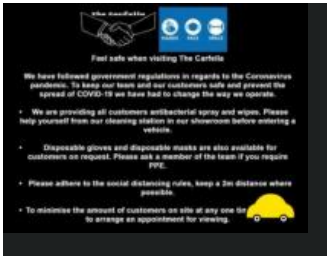 The Carfella
HANDS FACE SPACE
Feel safe when visiting The Carfella
We have followed government regulations in regards to the Coronavirus
pandemic. To keep our team and our customers safe and prevent the
spread of COVID-19 we have had to change the way we operate.
• We are providing all customers antibacterial spray and wipes. Please
help yourself from our cleaning station in our showroom before entering a
vehicle.
• Disposable gloves and disposable masks are also available for
customers on request. Please ask a member of the team if you require
PPE.
• Please adhere to the social distancing rules, keep a 2m distance where
possible.
• To minimise the amount of customers on site at any one
to arrange an appointment for viewing.